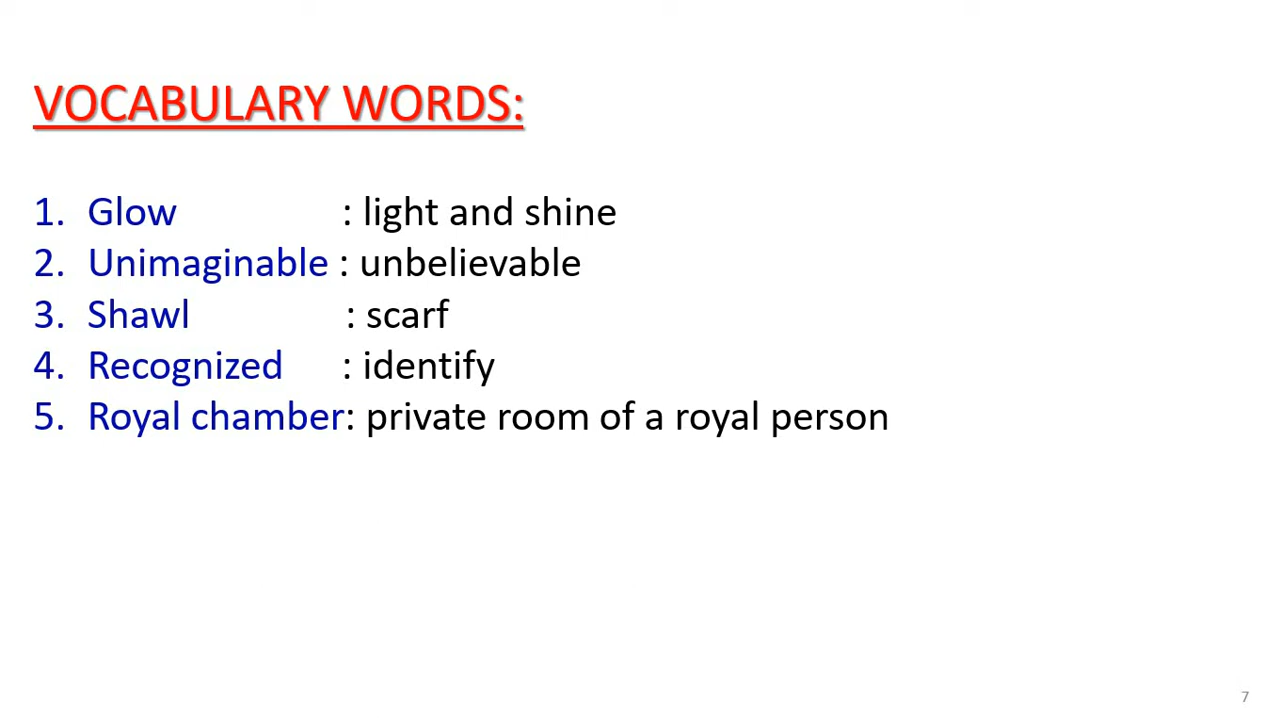 VOCABULARY WORDS:
1. Glow : light and shine
2. Unimaginable : unbelievable
3. Shawl : scarf
4. Recognized : identify
5. Royal chamber: private room of a royal person
7